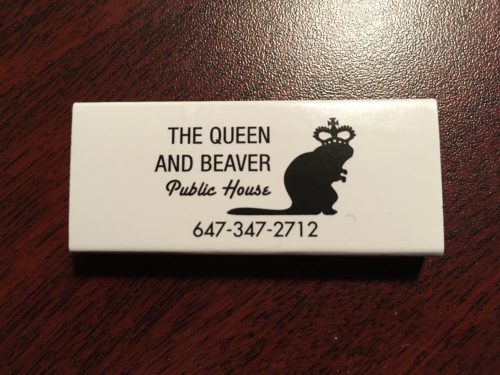 THE QUEEN
AND BEAVER
Public House
647-347-2712